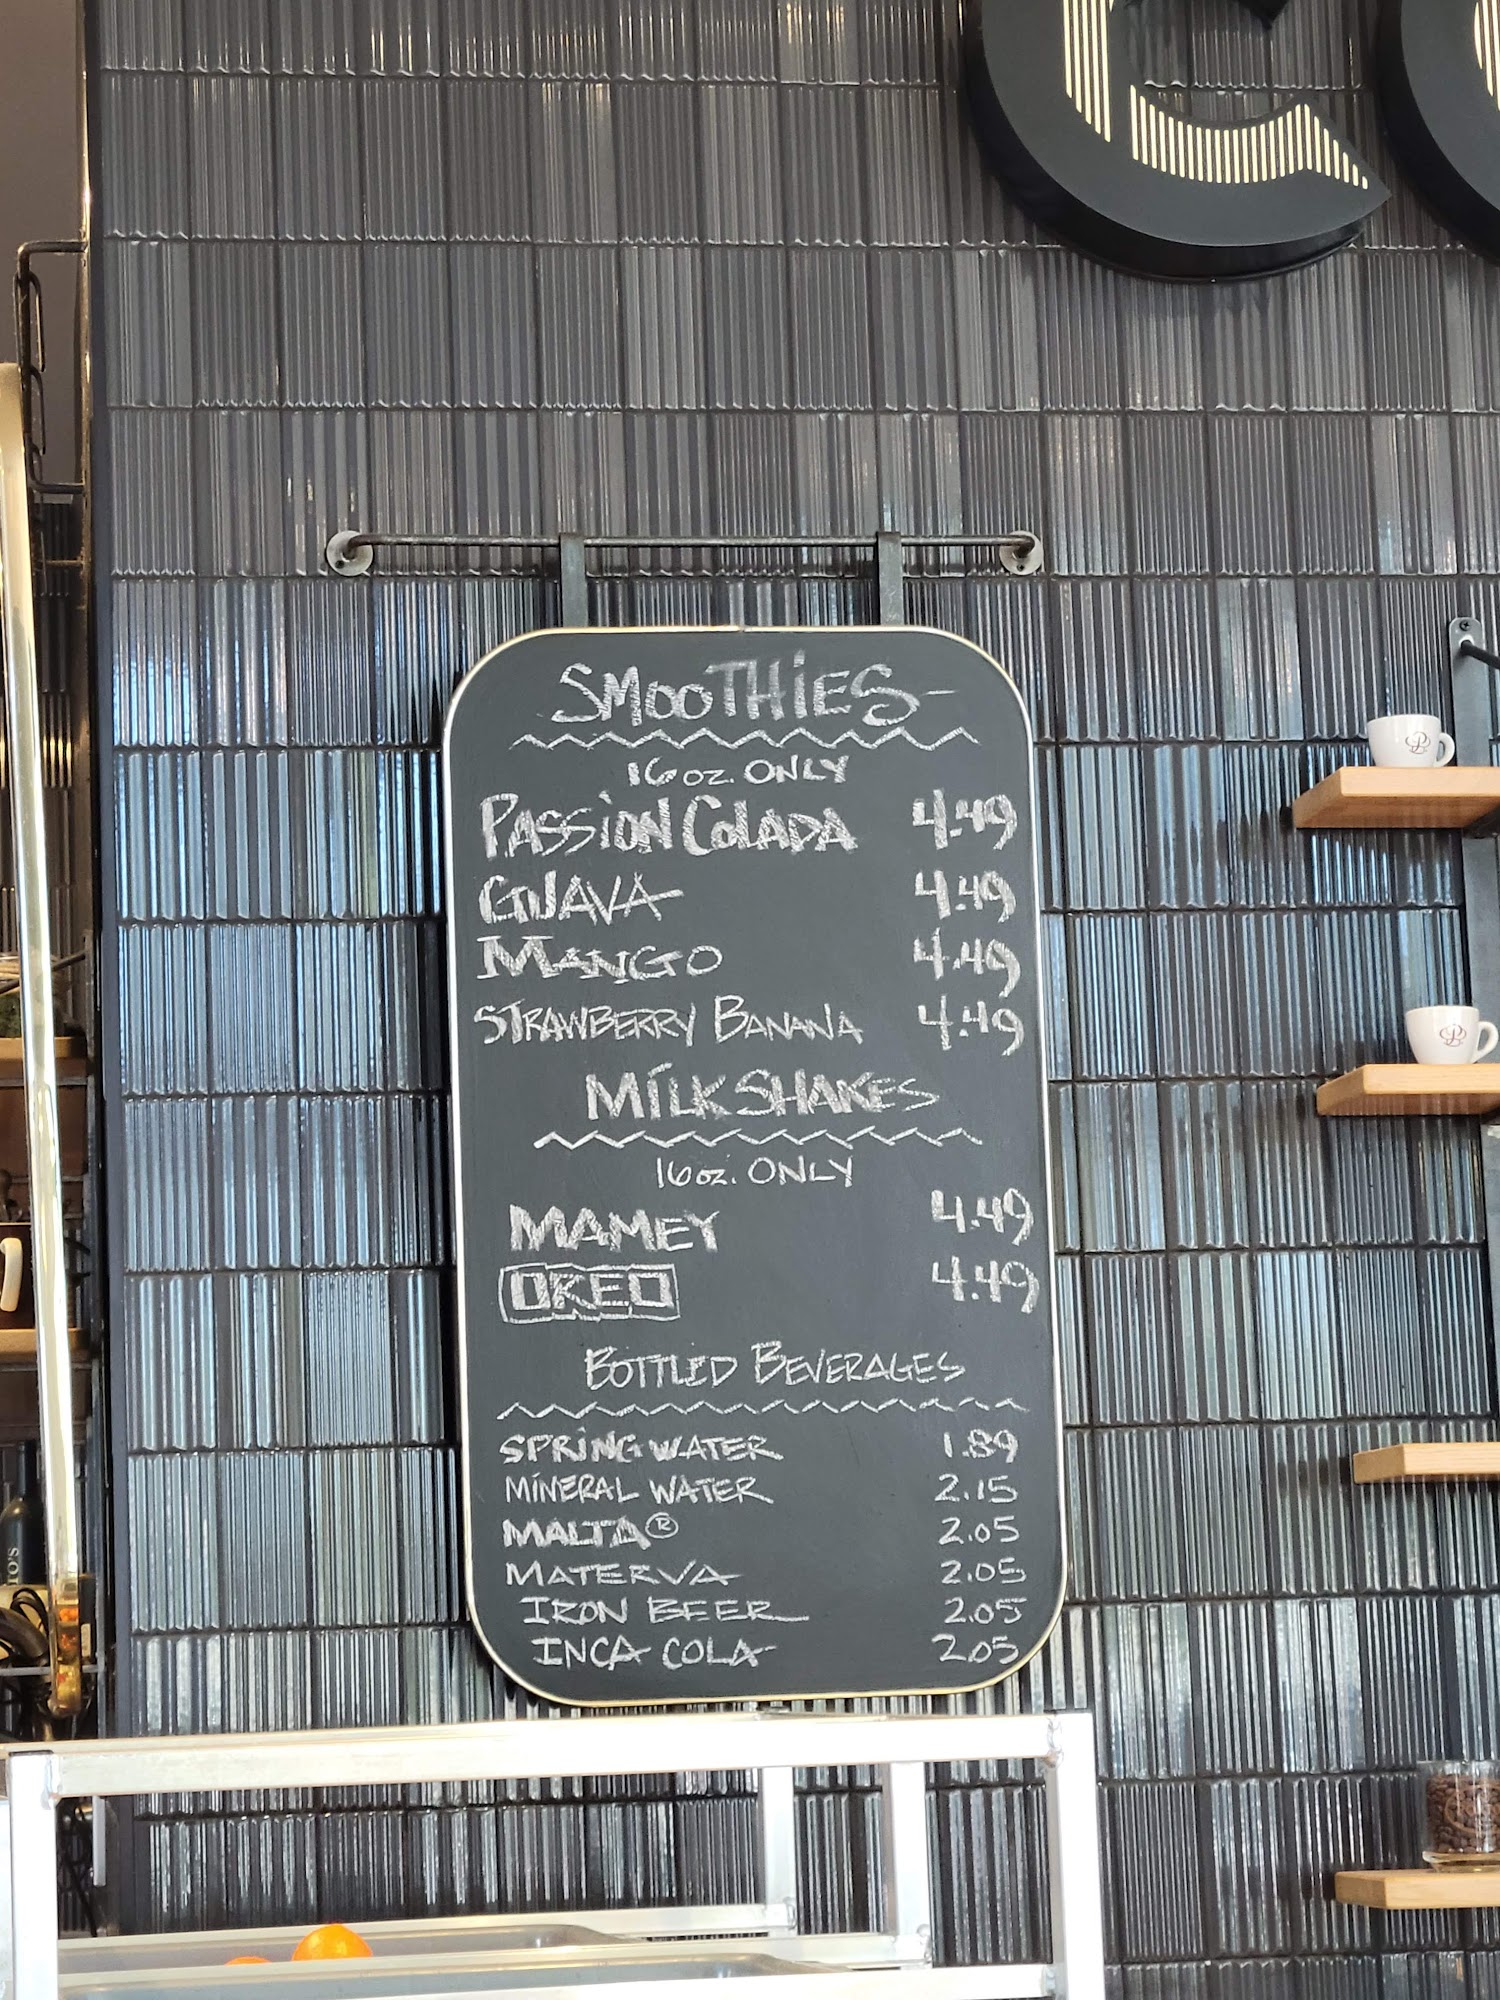 CO
SMOOTHiES
16 oz. ONLY
PASSiON COLADA 4.49
GUAVA 4.49
MANGO 4.49
STRAWBERRY BANANA 4.49
MiLKSHAKES
16 oz. ONLY
MAMEY 4.49
OREO 4.49
BOTTLED BEVERAGES
SPRiNG WATER 1.89
MiNERAL WATER 2.15
MALTA® 2.05
MATERVA 2.05
IRON BEER 2.05
INCA COLA 2.05